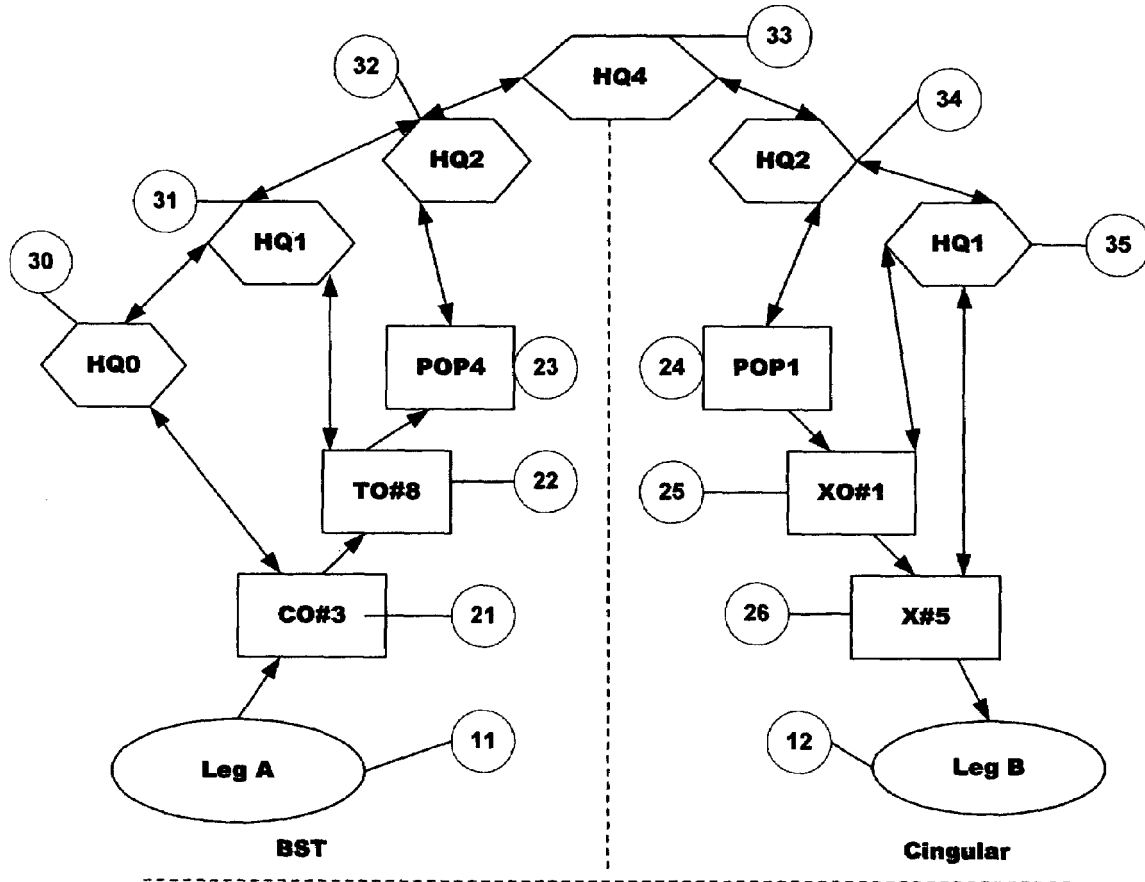 33
HQ4
32
34
HQ2
HQ2
31
HQ1
HQ1
35
30
HQ0
POP4
23
24
POP1
TO#8
22
25
XO#1
CO#3
21
26
X#5
11
12
Leg A
Leg B
BST
Cingular